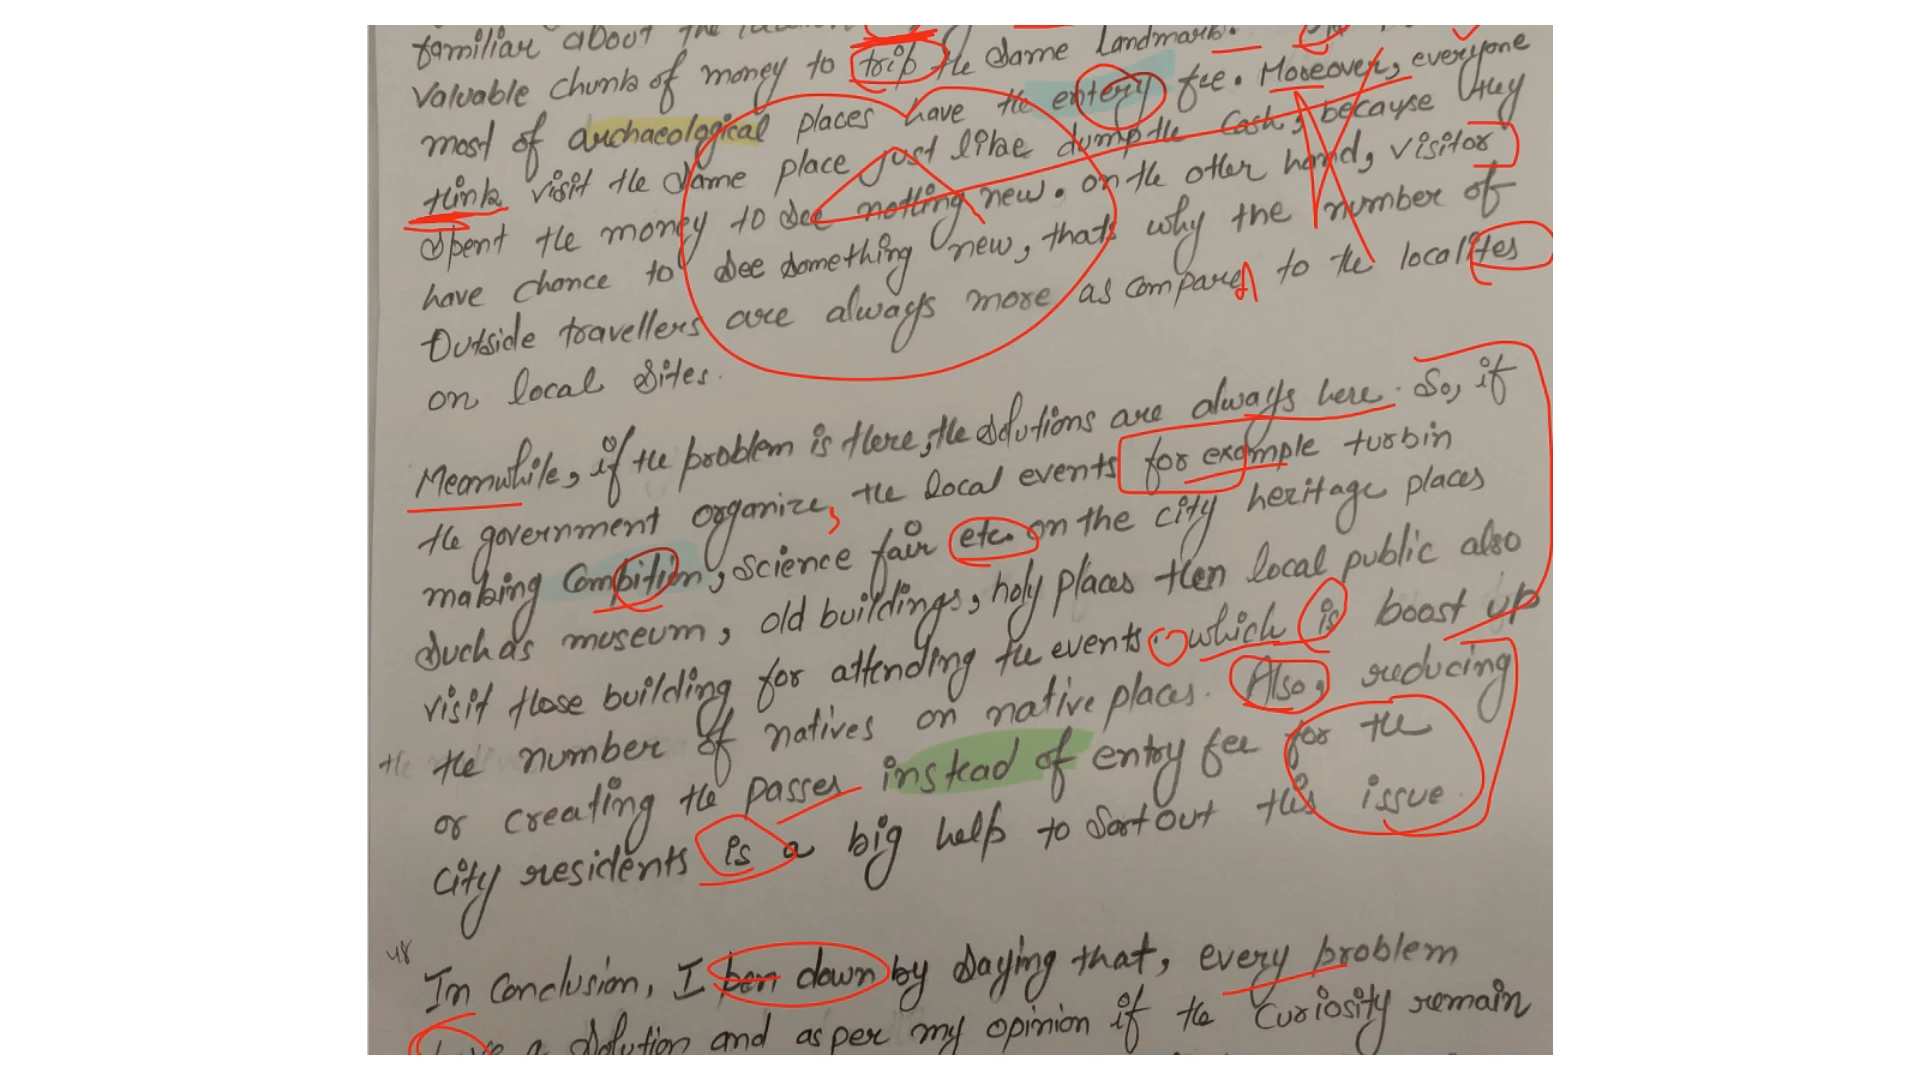 familiar about the
Valuable chunk of money to trip the same landmark.
most of archaeological places have the entery fee. Moreover, everyone
think visit the same place just like dump the cash, because they
spent the money to see nothing new. on the other hand, visitor
have chance to see something new, thats why the number of
Outside travellers are always more as compare to the localites
on local sites.
Meanwhile, if the problem is there, the solutions are always here. So, if
the government organize, the local events for example turbin
making Combition, science fair etc. on the city heritage places
such as museum, old buildings, holy places then local public also
visit those building for attending the events. which is boost up
the the number of natives on native places. Also, reducing
or creating the passes instead of entry fee for the
city residents is a big help to sort out this issue.
48
In Conclusion, I pen down by saying that, every problem
have a solution and as per my opinion if the Curiosity remain